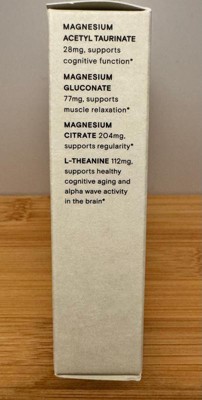 MAGNESIUM
ACETYL TAURINATE
28mg, supports
cognitive function*
MAGNESIUM
GLUCONATE
77mg, supports
muscle relaxation*
MAGNESIUM
CITRATE 204mg,
supports regularity*
L-THEANINE 112mg,
supports healthy
cognitive aging and
alpha wave activity
in the brain*